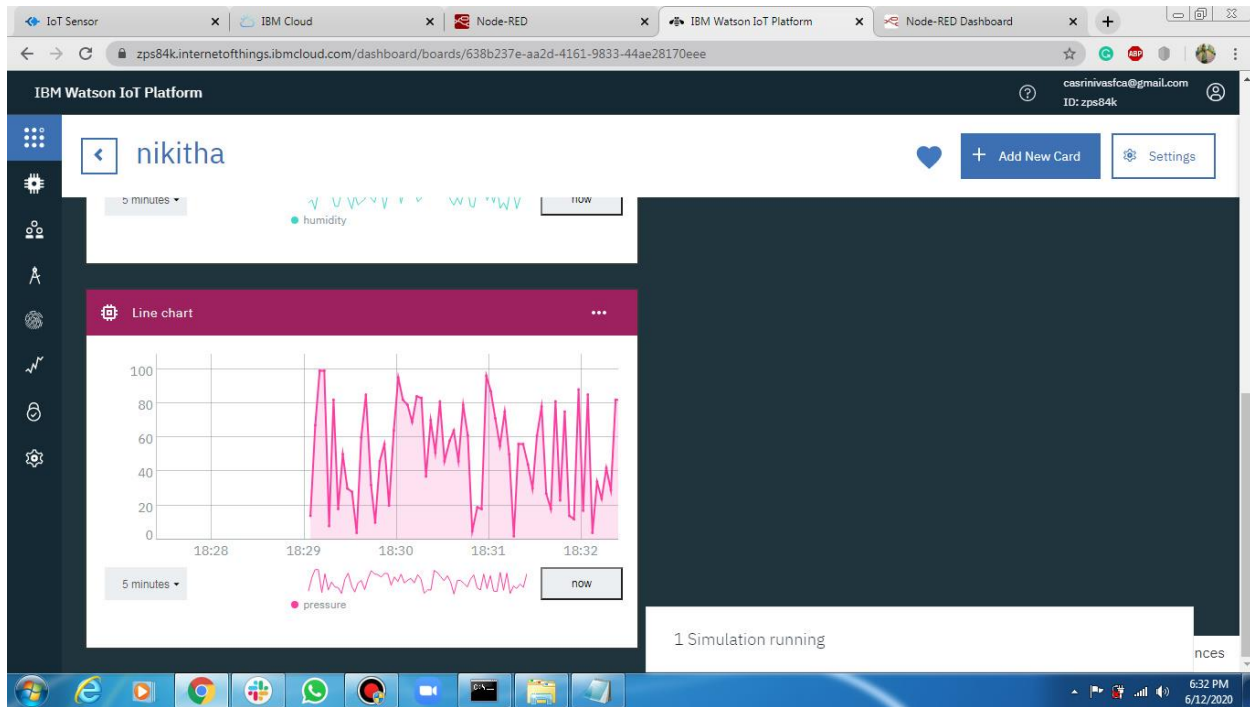 IoT Sensor
IBM Cloud
Node-RED
IBM Watson IoT Platform
Node-RED Dashboard
zps84k.internetofthings.ibmcloud.com/dashboard/boards/638b237e-aa2d-4161-9833-44ae28170eee
ABP
IBM Watson IoT Platform
casrinivasfca@gmail.com
ID: zps84k
nikitha
+ Add New Card
Settings
5 minutes
now
humidity
Line chart
100
80
60
40
20
0
18:28
18:29
18:30
18:31
18:32
5 minutes
now
pressure
1 Simulation running
nces
6:32 PM
6/12/2020